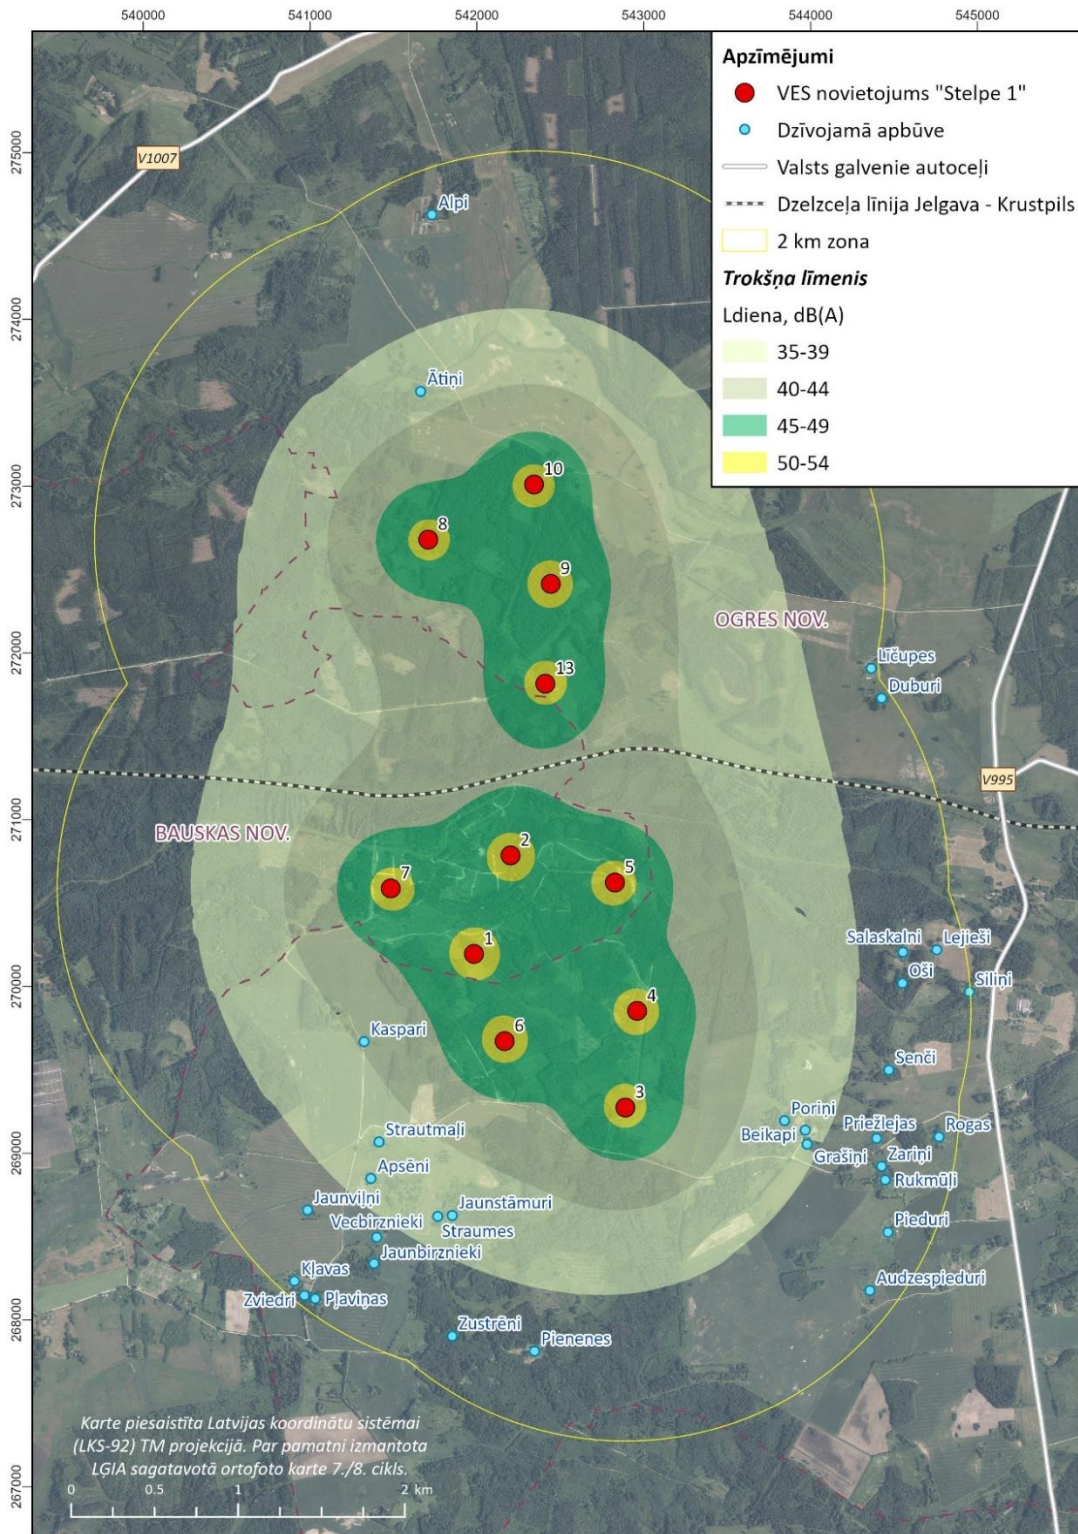 540000
541000
542000
543000
544000
545000
275000
274000
273000
272000
271000
270000
269000
268000
267000
Apzīmējumi
VES novietojums "Stelpe 1"
Dzīvojamā apbūve
Valsts galvenie autoceļi
Dzelzceļa līnija Jelgava - Krustpils
2 km zona
Trokšņa līmenis
Ldiena, dB(A)
35-39
40-44
45-49
50-54
V1007
Alpi
Ātiņi
10
8
9
OGRES NOV.
Līčupes
13
Duburi
V995
BAUSKAS NOV.
2
7
5
1
Salaskalni
Lejieši
Oši
Siliņi
4
Kaspari
6
Senči
3
Poriņi
Priežlejas
Rogas
Beikapi
Strautmaļi
Grašiņi
Zariņi
Apsēni
Rukmūļi
Jaunviļņi
Jaunstāmuri
Vecbirznieki
Straumes
Pieduri
Jaunbirznieki
Kļavas
Audzespieduri
Zviedri
Pļaviņas
Zustrēni
Pienenes
Karte piesaistīta Latvijas koordinātu sistēmai
(LKS-92) TM projekcijā. Par pamatni izmantota
LĢIA sagatavotā ortofoto karte 7./8. cikls.
0 0.5 1 2 km